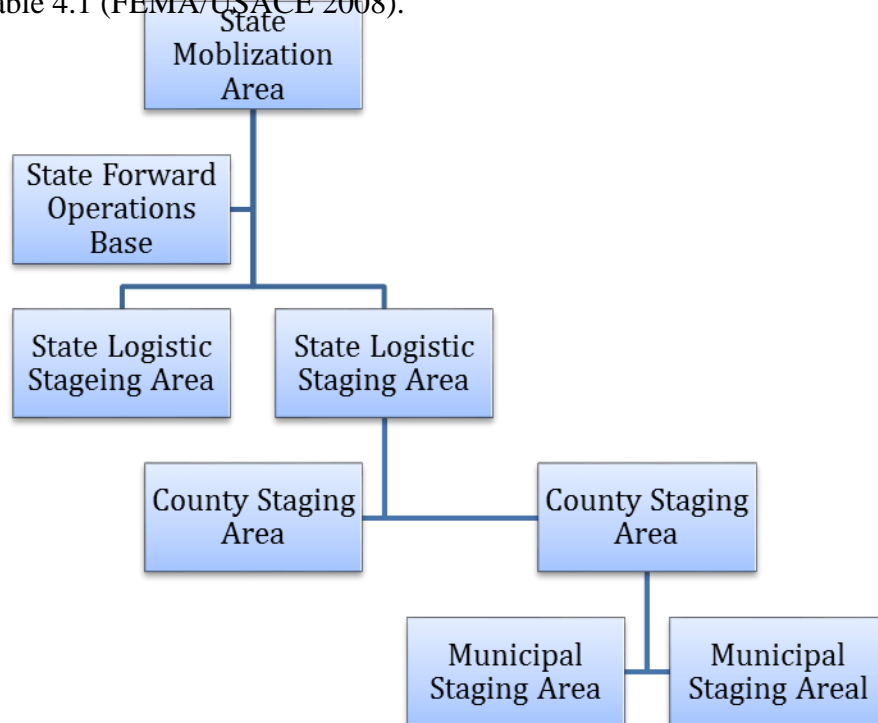 able 4.1 (FEMA/USACE 2008).
State
Moblization
Area
State Forward
Operations
Base
State Logistic
Stageing Area
State Logistic
Staging Area
County Staging
Area
County Staging
Area
Municipal
Staging Area
Municipal
Staging Areal